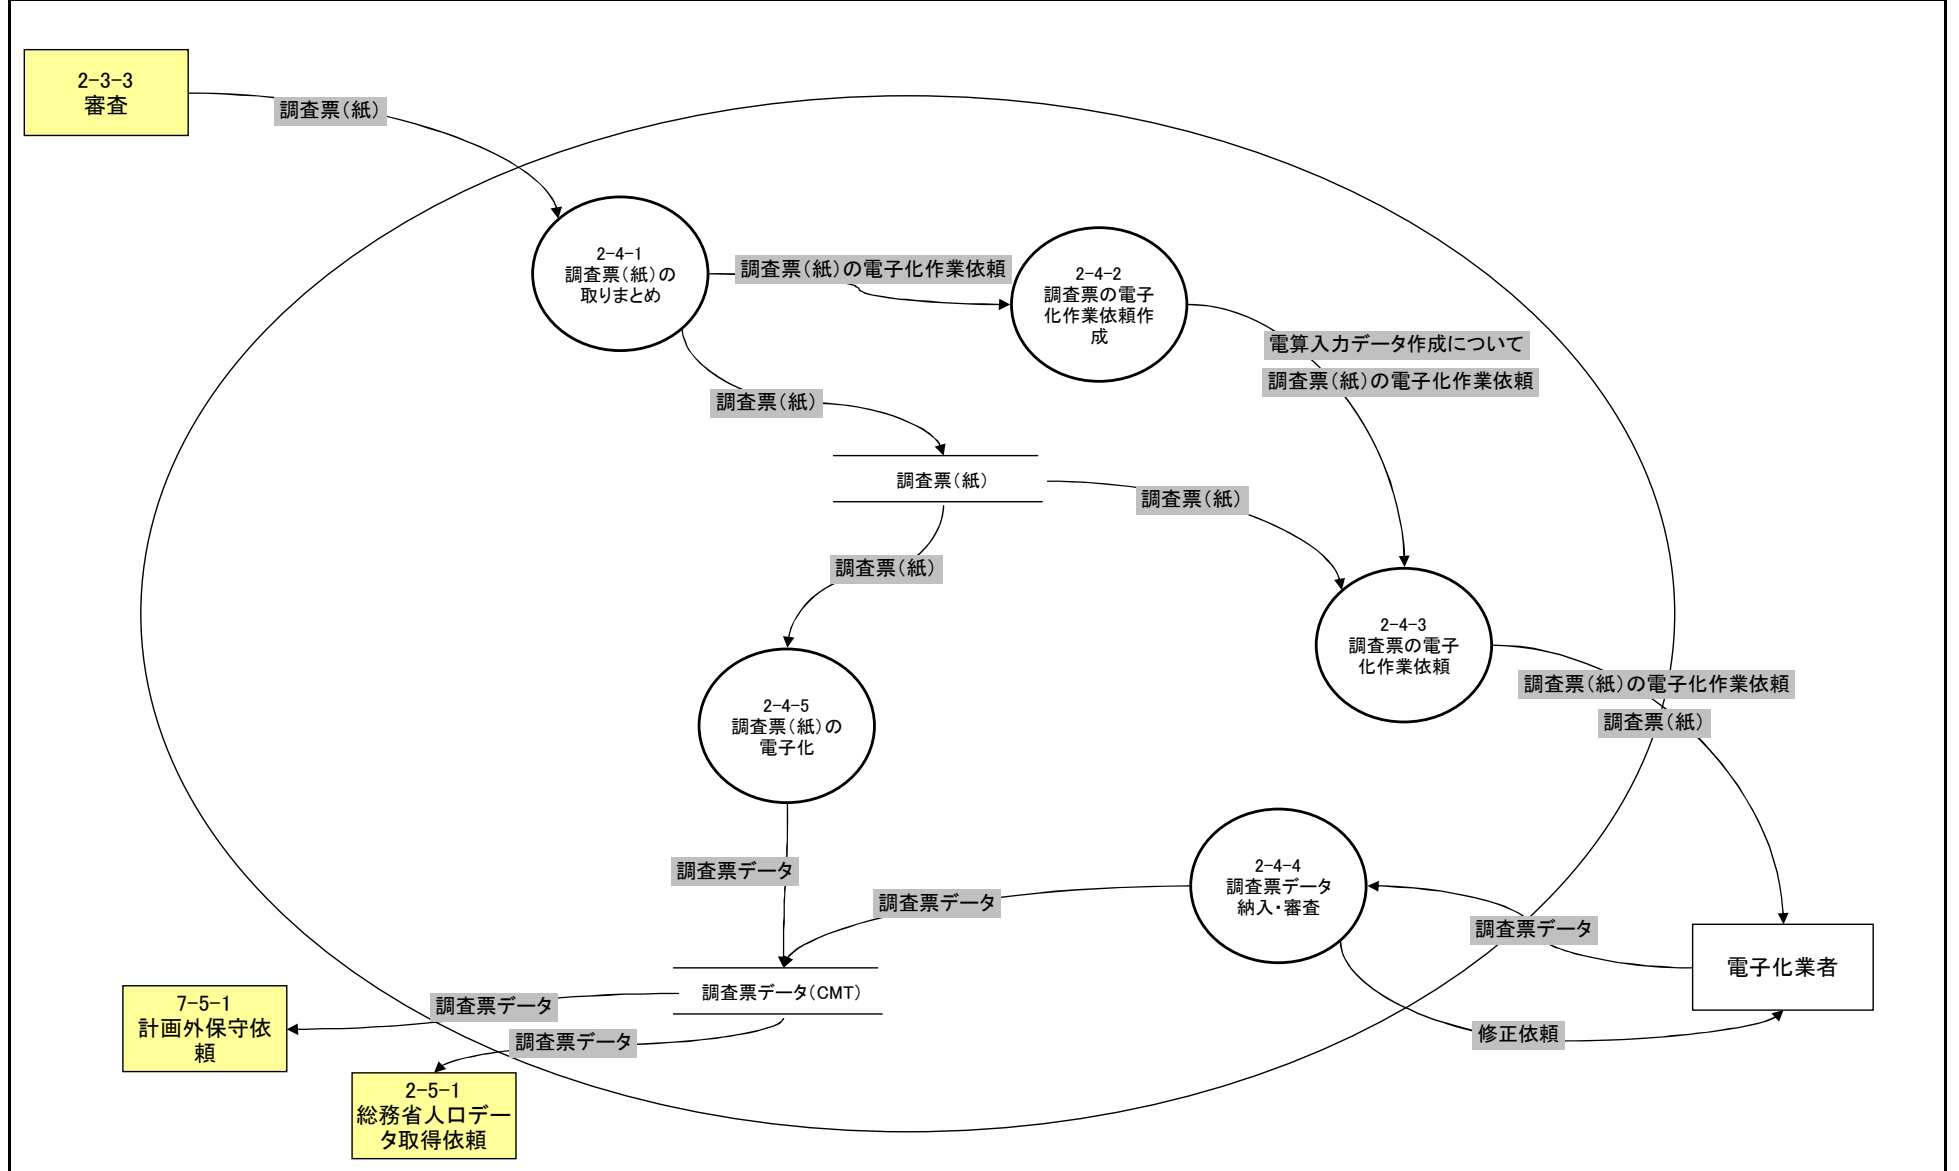 2-3-3
審査
調査票(紙)
2-4-1
調査票(紙)の
取りまとめ
調査票(紙)の電子化作業依頼
2-4-2
調査票の電子
化作業依頼作
成
電算入力データ作成について
調査票(紙)の電子化作業依頼
調査票(紙)
調査票(紙)
調査票(紙)
調査票(紙)
2-4-3
調査票の電子
化作業依頼
調査票(紙)の電子化作業依頼
調査票(紙)
2-4-5
調査票(紙)の
電子化
調査票データ
2-4-4
調査票データ
納入・審査
調査票データ
調査票データ
電子化業者
調査票データ(CMT)
調査票データ
7-5-1
計画外保守依
頼
修正依頼
調査票データ
2-5-1
総務省人口デー
タ取得依頼